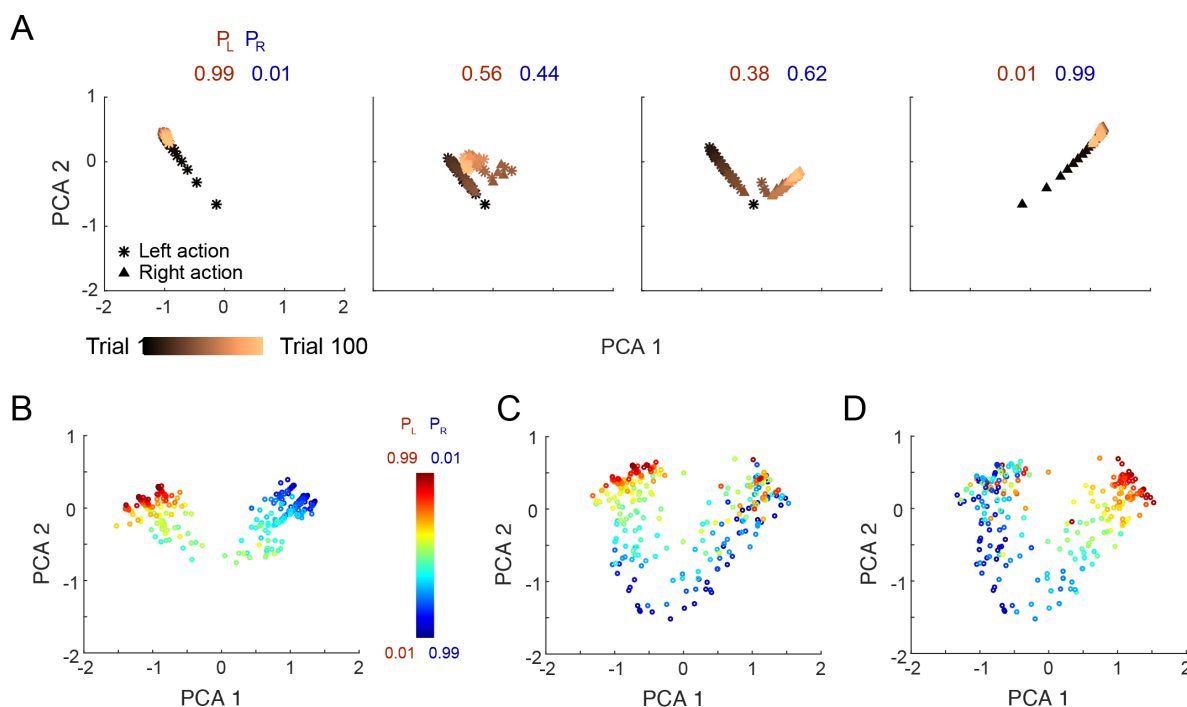 A
P_L P_R
0.99 0.01
0.56 0.44
0.38 0.62
0.01 0.99
1
0
-1
-2
PCA 2
Left action
Right action
-2 -1 0 1 2
Trial 1 Trial 100
PCA 1
B
1
0
-1
-2
PCA 2
-2 -1 0 1 2
PCA 1
P_L P_R
0.99 0.01
0.01 0.99
C
1
0
-1
-2
PCA 2
-2 -1 0 1 2
PCA 1
D
1
0
-1
-2
PCA 2
-2 -1 0 1 2
PCA 1